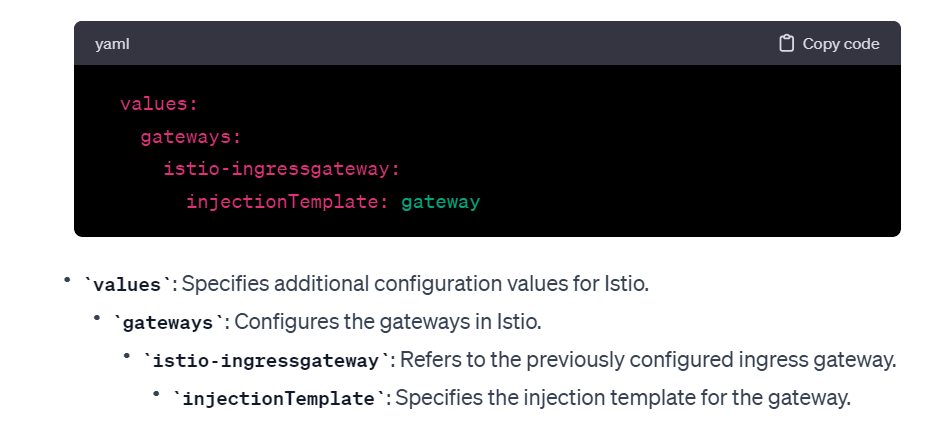 yaml Copy code
values:
gateways:
istio-ingressgateway:
injectionTemplate: gateway
• `values`: Specifies additional configuration values for Istio.
• `gateways`: Configures the gateways in Istio.
• `istio-ingressgateway`: Refers to the previously configured ingress gateway.
• `injectionTemplate`: Specifies the injection template for the gateway.